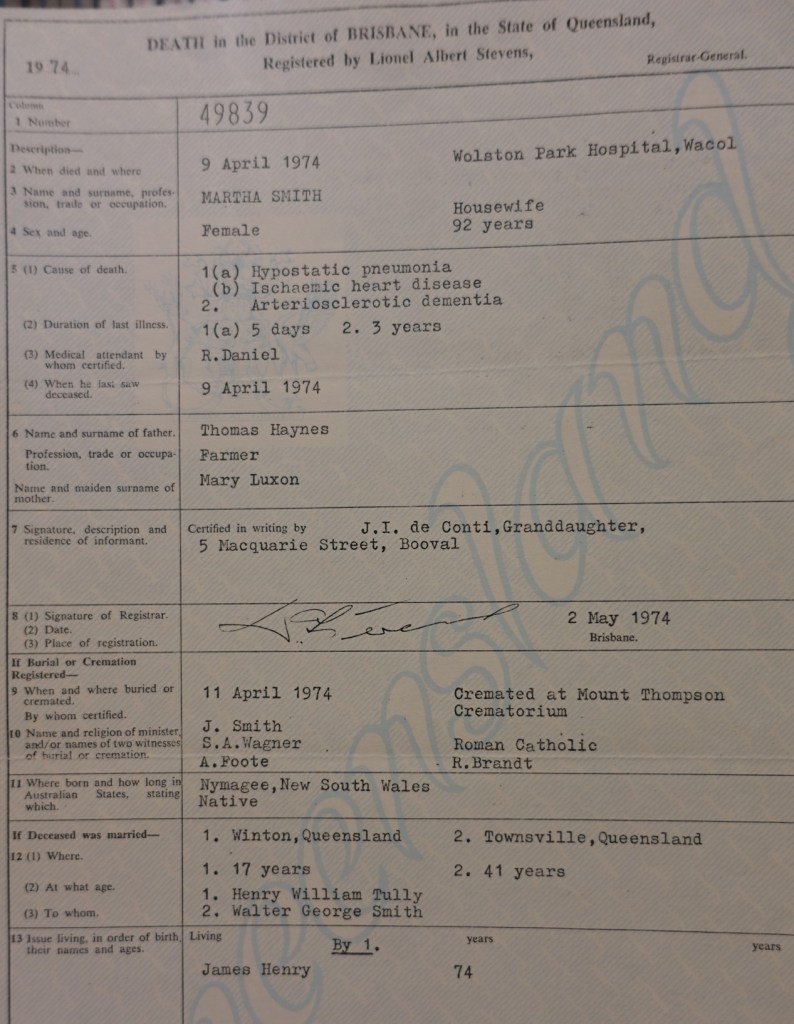 DEATH in the District of BRISBANE, in the State of Queensland,
1974
Registered by Lionel Albert Stevens, Registrar-General.
Column
1 Number 49839
Description—
2 When died and where 9 April 1974 Wolston Park Hospital,Wacol
3 Name and surname, profes- MARTHA SMITH
sion, trade or occupation. Housewife
4 Sex and age. Female 92 years
5 (1) Cause of death. 1(a) Hypostatic pneumonia
(b) Ischaemic heart disease
2. Arteriosclerotic dementia
(2) Duration of last illness. 1(a) 5 days 2. 3 years
(3) Medical attendant by R.Daniel
whom certified.
(4) When he last saw 9 April 1974
deceased.
6 Name and surname of father. Thomas Haynes
Profession, trade or occupa- Farmer
tion.
Name and maiden surname of Mary Luxon
mother.
7 Signature, description and Certified in writing by J.I. de Conti,Granddaughter,
residence of informant. 5 Macquarie Street, Booval
8 (1) Signature of Registrar. 2 May 1974
(2) Date.
(3) Place of registration. Brisbane.
If Burial or Cremation
Registered—
9 When and where buried or 11 April 1974 Cremated at Mount Thompson
cremated. Crematorium
By whom certified. J. Smith
10 Name and religion of minister S.A.Wagner Roman Catholic
and/or names of two witnesses
of burial or cremation. A.Foote R.Brandt
11 Where born and how long in Nymagee,New South Wales
Australian States, stating Native
which.
If Deceased was married— 1. Winton,Queensland 2. Townsville,Queensland
12 (1) Where.
1. 17 years 2. 41 years
(2) At what age.
1. Henry William Tully
(3) To whom. 2. Walter George Smith
13 Issue living, in order of birth, Living years years
their names and ages. By 1.
James Henry 74
Queensland